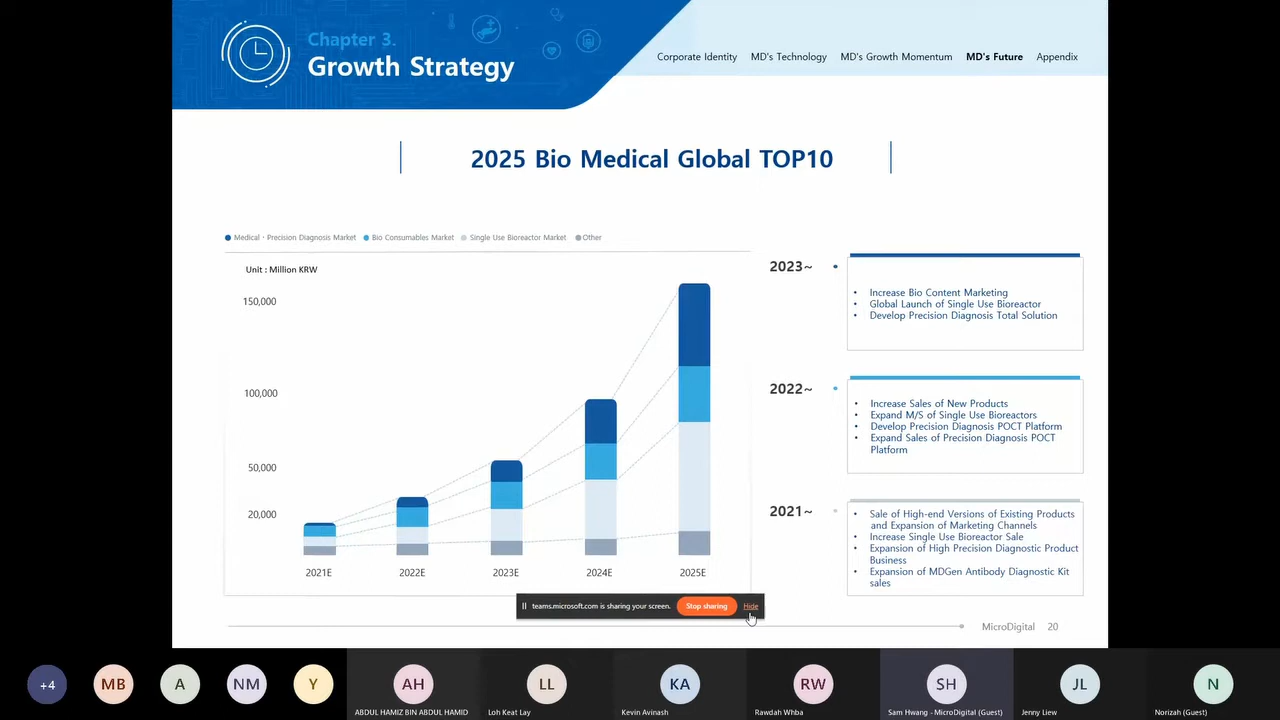 Chapter 3.
Growth Strategy
Corporate Identity MD's Technology MD's Growth Momentum MD's Future Appendix
2025 Bio Medical Global TOP10
Medical · Precision Diagnosis Market Bio Consumables Market Single Use Bioreactor Market Other
Unit : Million KRW
150,000
100,000
50,000
20,000
2021E 2022E 2023E 2024E 2025E
2023~
• Increase Bio Content Marketing
• Global Launch of Single Use Bioreactor
• Develop Precision Diagnosis Total Solution
2022~
• Increase Sales of New Products
• Expand M/S of Single Use Bioreactors
• Develop Precision Diagnosis POCT Platform
• Expand Sales of Precision Diagnosis POCT
Platform
2021~
• Sale of High-end Versions of Existing Products
and Expansion of Marketing Channels
• Increase Single Use Bioreactor Sale
• Expansion of High Precision Diagnostic Product
Business
• Expansion of MDGen Antibody Diagnostic Kit
sales
teams.microsoft.com is sharing your screen. Stop sharing Hide
MicroDigital 20
+4 MB A NM Y AH LL KA RW SH JL N
ABDUL HAMIZ BIN ABDUL HAMID Loh Keat Lay Kevin Avinash Rawdah Whba Sam Hwang - MicroDigital (Guest) Jenny Liew Norizah (Guest)